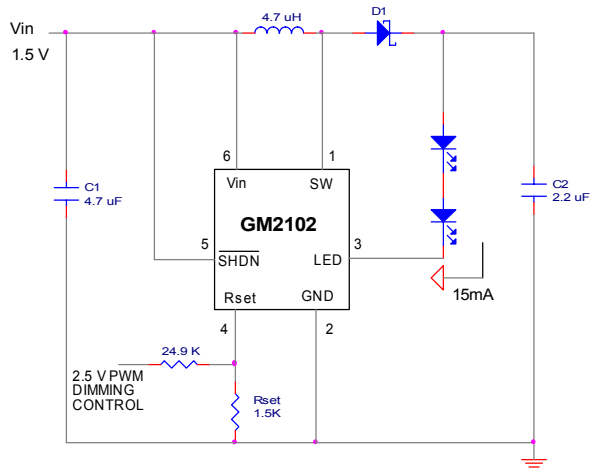 4.7 uH
D1
Vin
1.5 V
6
1
Vin
SW
C1
4.7 uF
C2
2.2 uF
GM2102
5
SHDN
LED
3
Rset
GND
15mA
4
2
24.9 K
2.5 V PWM
DIMMING
CONTROL
Rset
1.5K